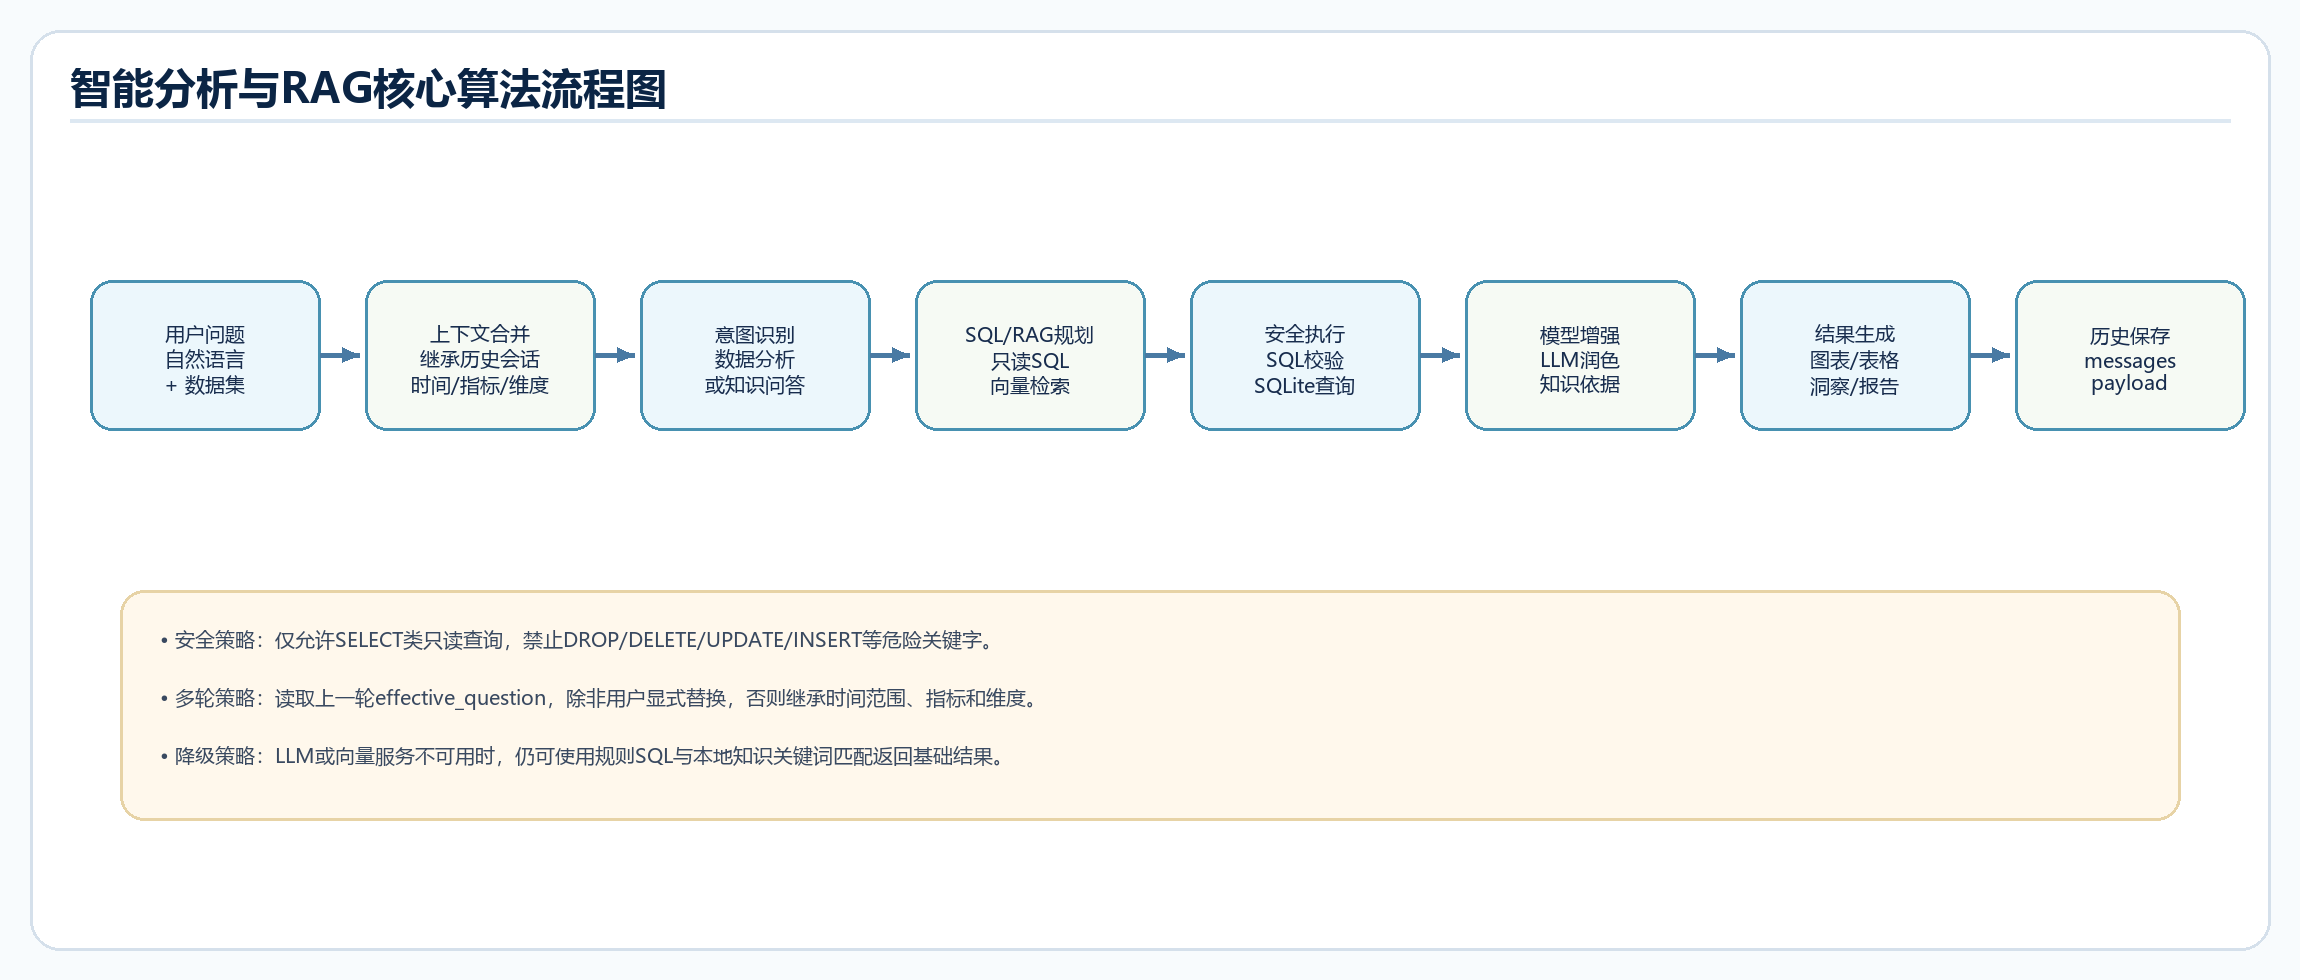 智能分析与RAG核心算法流程图
用户问题
自然语言
+ 数据集
上下文合并
继承历史会话
时间/指标/维度
意图识别
数据分析
或知识问答
SQL/RAG规划
只读SQL
向量检索
安全执行
SQL校验
SQLite查询
模型增强
LLM润色
知识依据
结果生成
图表/表格
洞察/报告
历史保存
messages
payload
• 安全策略：仅允许SELECT类只读查询，禁止DROP/DELETE/UPDATE/INSERT等危险关键字。
• 多轮策略：读取上一轮effective_question，除非用户显式替换，否则继承时间范围、指标和维度。
• 降级策略：LLM或向量服务不可用时，仍可使用规则SQL与本地知识关键词匹配返回基础结果。